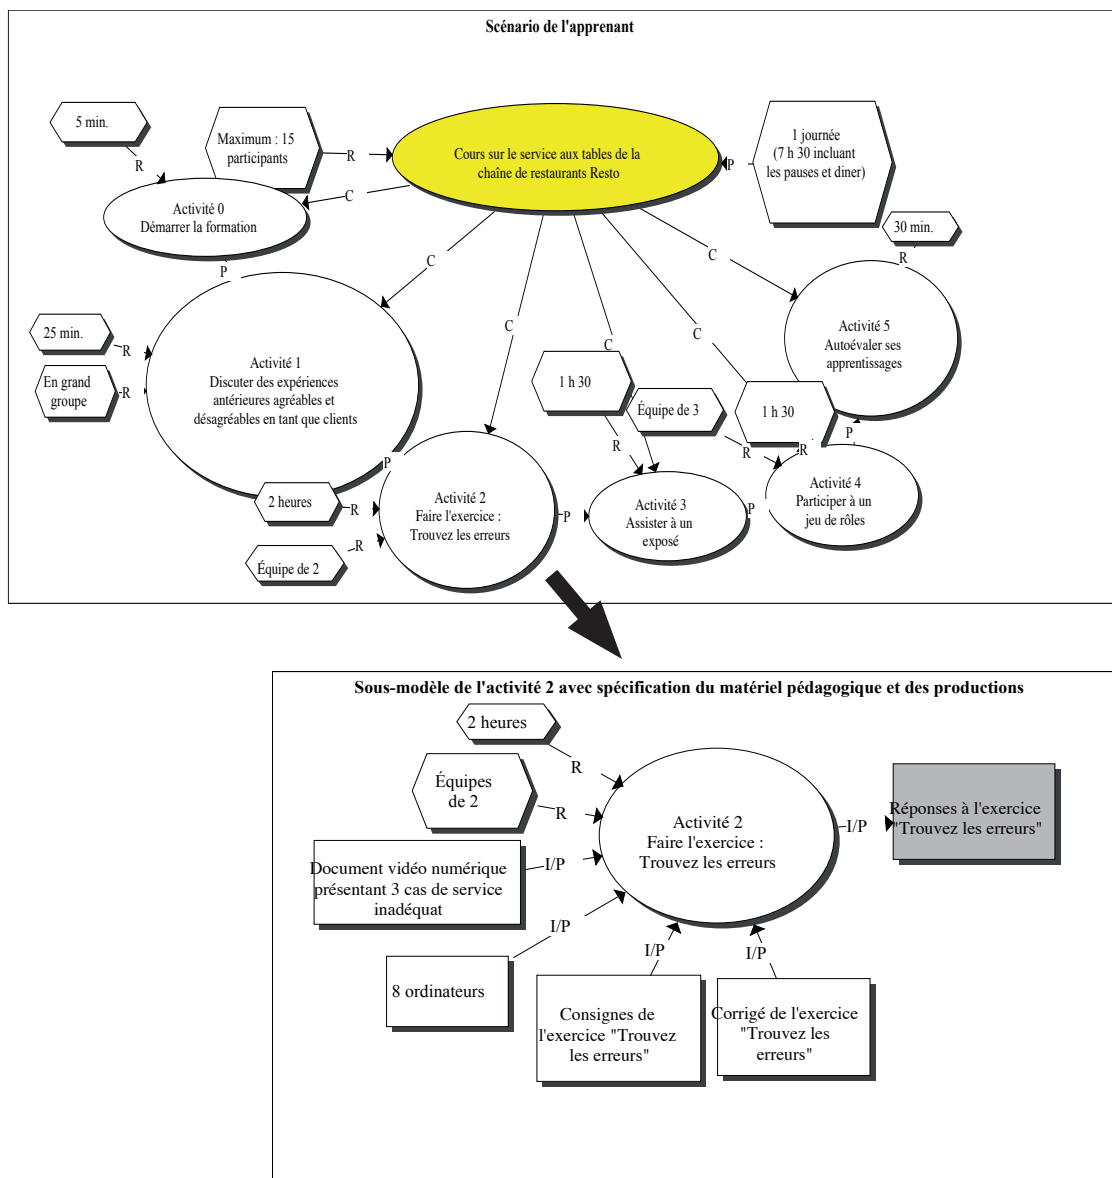 Scénario de l'apprenant
5 min.
R
Maximum : 15
participants
R
Cours sur le service aux tables de la
chaîne de restaurants Resto
P
1 journée
(7 h 30 incluant
les pauses et diner)
Activité 0
Démarrer la formation
C
P
C
C
C
C
C
30 min.
R
25 min.
R
En grand
groupe
R
Activité 1
Discuter des expériences
antérieures agréables et
désagréables en tant que clients
P
1 h 30
R
Équipe de 3
R
1 h 30
R
Activité 5
Autoévaler ses
apprentissages
P
2 heures
R
Équipe de 2
R
Activité 2
Faire l'exercice :
Trouvez les erreurs
P
Activité 3
Assister à un
exposé
P
Activité 4
Participer à un
jeu de rôles
Sous-modèle de l'activité 2 avec spécification du matériel pédagogique et des productions
2 heures
R
Équipes
de 2
R
Document vidéo numérique
présentant 3 cas de service
inadéquat
I/P
Activité 2
Faire l'exercice :
Trouvez les erreurs
I/P
Réponses à l'exercice
"Trouvez les erreurs"
8 ordinateurs
I/P
Consignes de
l'exercice "Trouvez
les erreurs"
I/P
Corrigé de l'exercice
"Trouvez les
erreurs"
I/P